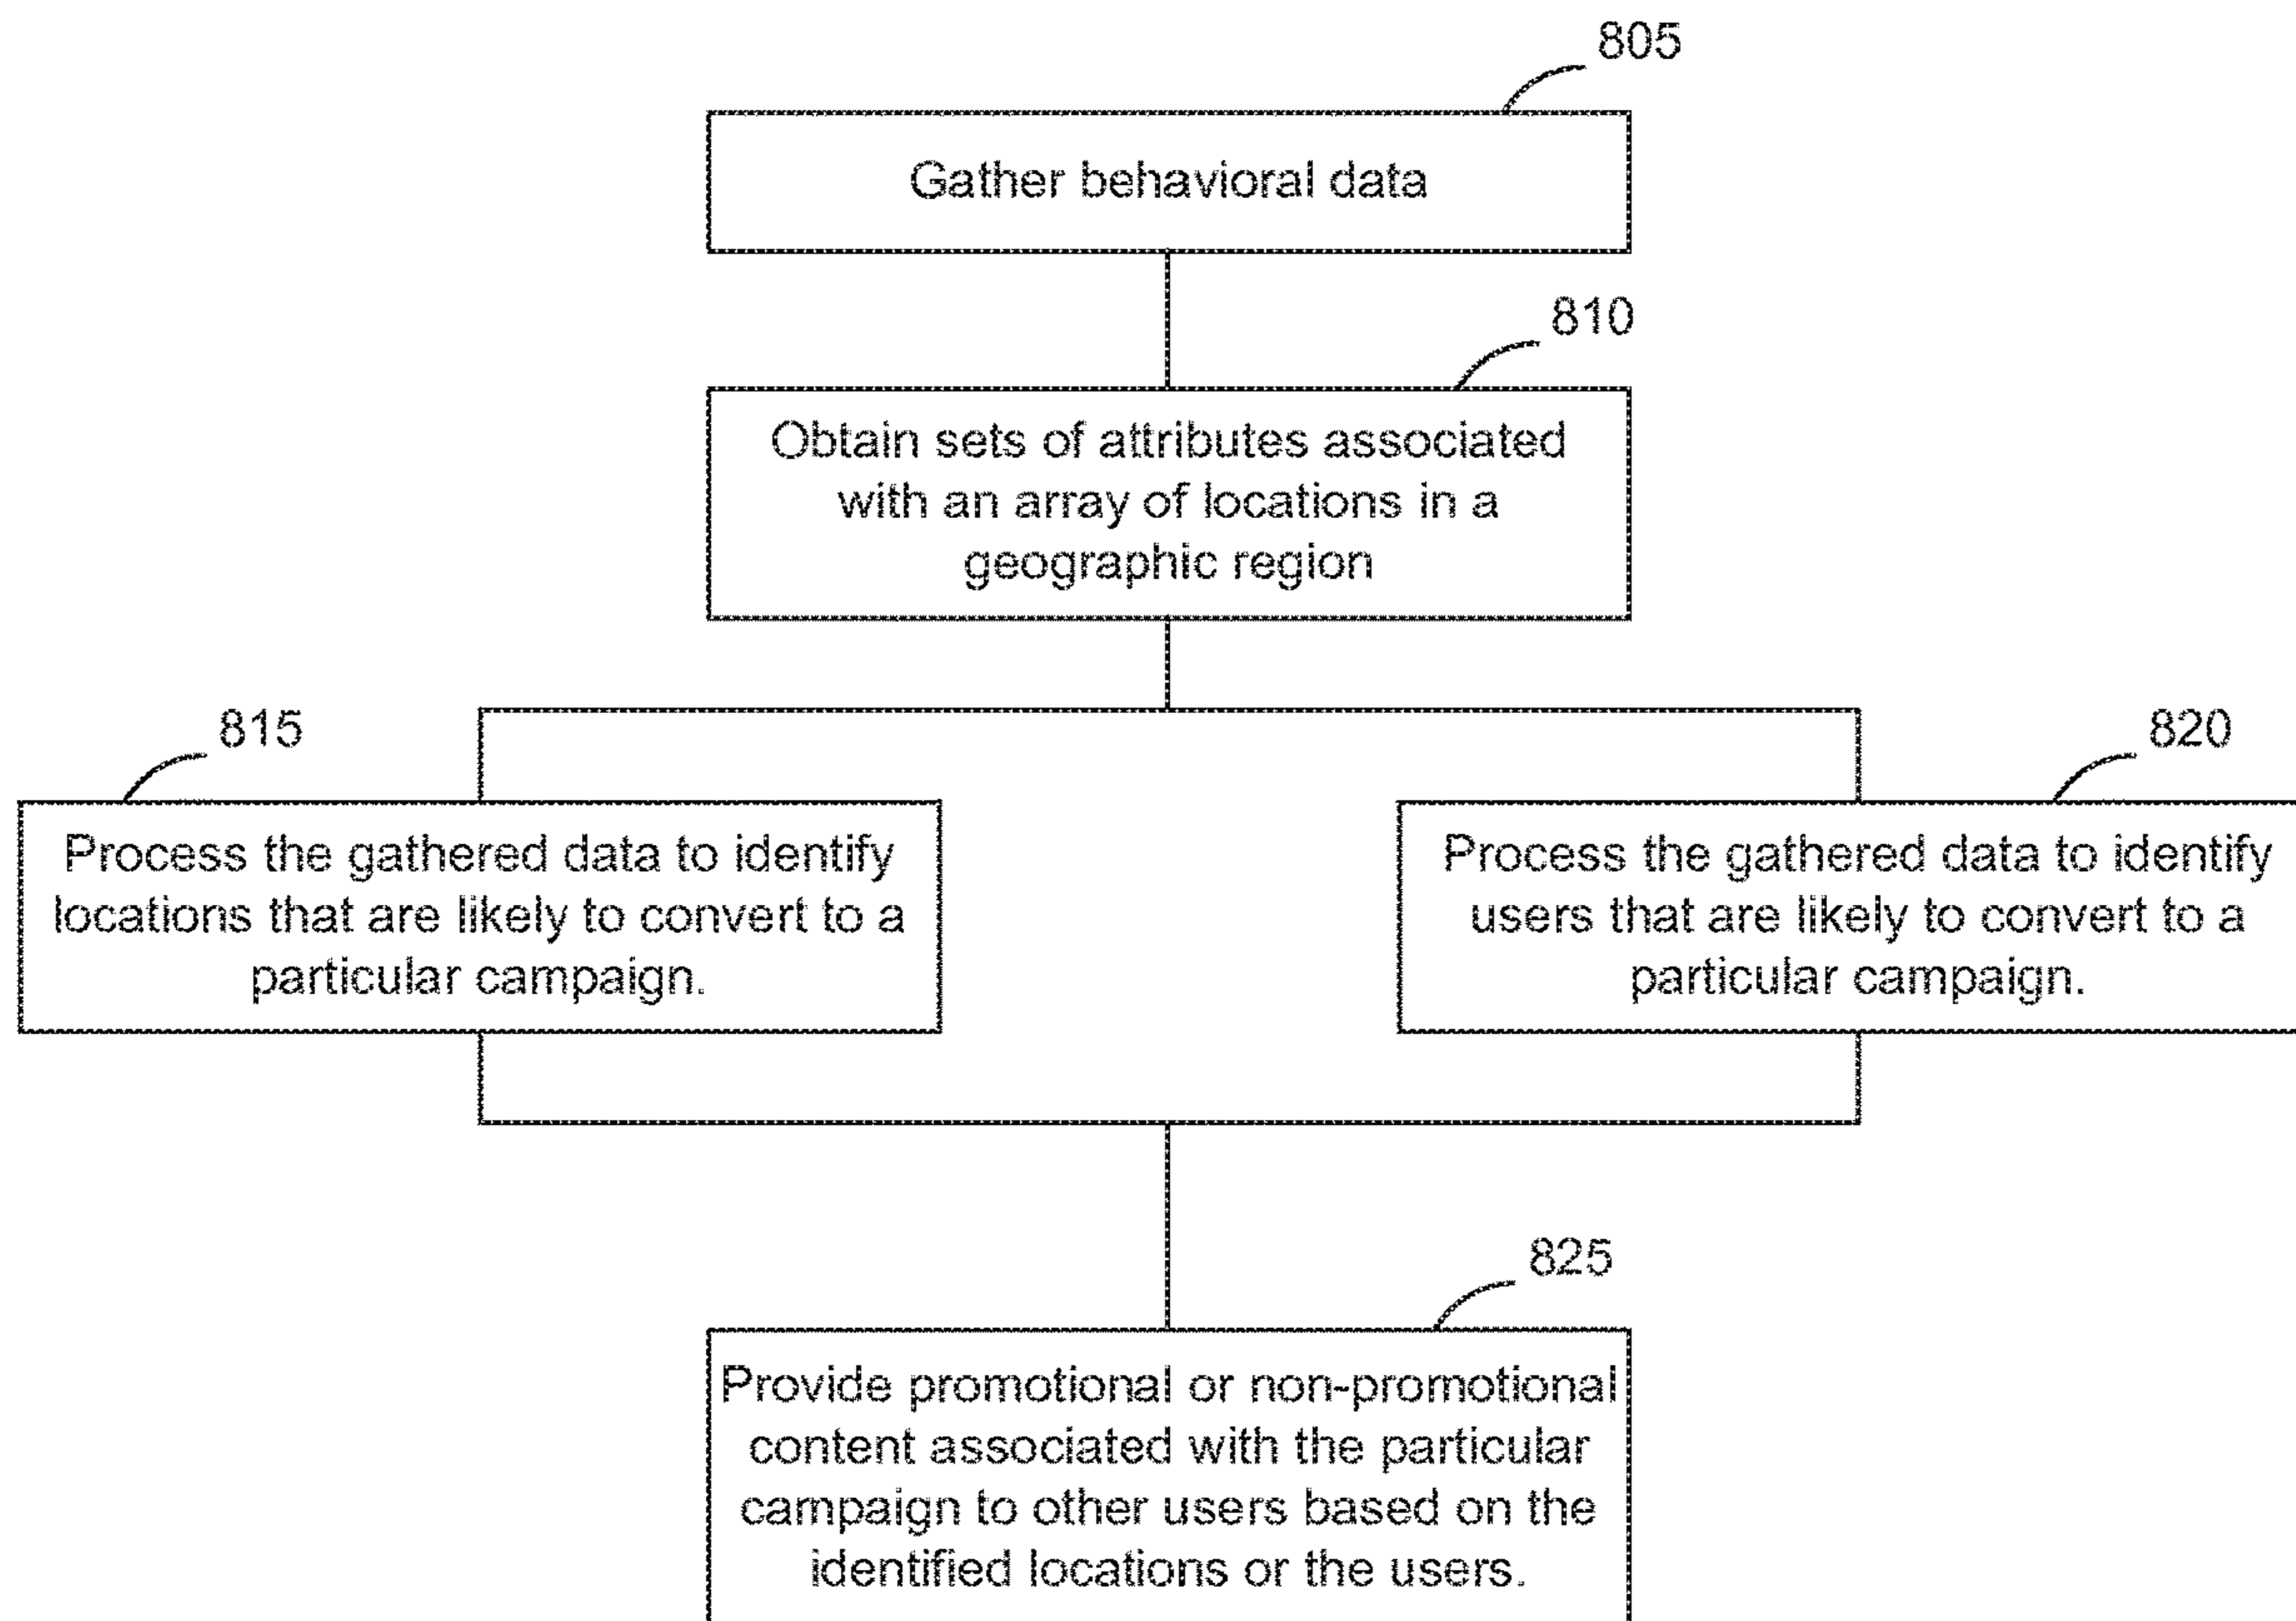 805
Gather behavioral data
810
Obtain sets of attributes associated
with an array of locations in a
geographic region
815
Process the gathered data to identify
locations that are likely to convert to a
particular campaign.
820
Process the gathered data to identify
users that are likely to convert to a
particular campaign.
825
Provide promotional or non-promotional
content associated with the particular
campaign to other users based on the
identified locations or the users.